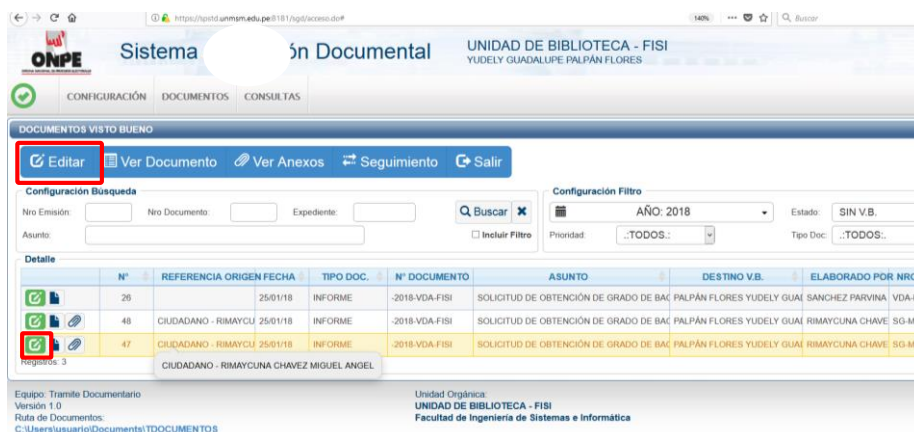 https://spstd.unmsm.edu.pe:8181/sgd/acceso.do# 140% Buscar
ONPE Sistema ón Documental UNIDAD DE BIBLIOTECA - FISI
YUDELY GUADALUPE PALPÁN FLORES
CONFIGURACIÓN DOCUMENTOS CONSULTAS
DOCUMENTOS VISTO BUENO
Editar Ver Documento Ver Anexos Seguimiento Salir
Configuración Búsqueda Configuración Filtro
Nro Emisión: Nro Documento: Expediente: Buscar AÑO: 2018 Estado: SIN V.B.
Asunto: Incluir Filtro Prioridad: .:TODOS:. Tipo Doc: .:TODOS:.
Detalle
N° REFERENCIA ORIGEN FECHA TIPO DOC. N° DOCUMENTO ASUNTO DESTINO V.B. ELABORADO POR NRO
26 25/01/18 INFORME -2018-VDA-FISI SOLICITUD DE OBTENCIÓN DE GRADO DE BAC PALPÁN FLORES YUDELY GUAL SANCHEZ PARVINA VDA-
48 CIUDADANO - RIMAYCU 25/01/18 INFORME -2018-VDA-FISI SOLICITUD DE OBTENCIÓN DE GRADO DE BAC PALPÁN FLORES YUDELY GUAL RIMAYCUNA CHAVE SG-M
47 CIUDADANO - RIMAYCU 25/01/18 INFORME -2018-VDA-FISI SOLICITUD DE OBTENCIÓN DE GRADO DE BAC PALPÁN FLORES YUDELY GUAL RIMAYCUNA CHAVE SG-M
Registros: 3
CIUDADANO - RIMAYCUNA CHAVEZ MIGUEL ANGEL
Equipo: Tramite Documentario Unidad Orgánica:
Versión 1.0 UNIDAD DE BIBLIOTECA - FISI
Ruta de Documentos: Facultad de Ingeniería de Sistemas e Informática
C:\Users\usuario\Documents\TDOCUMENTOS